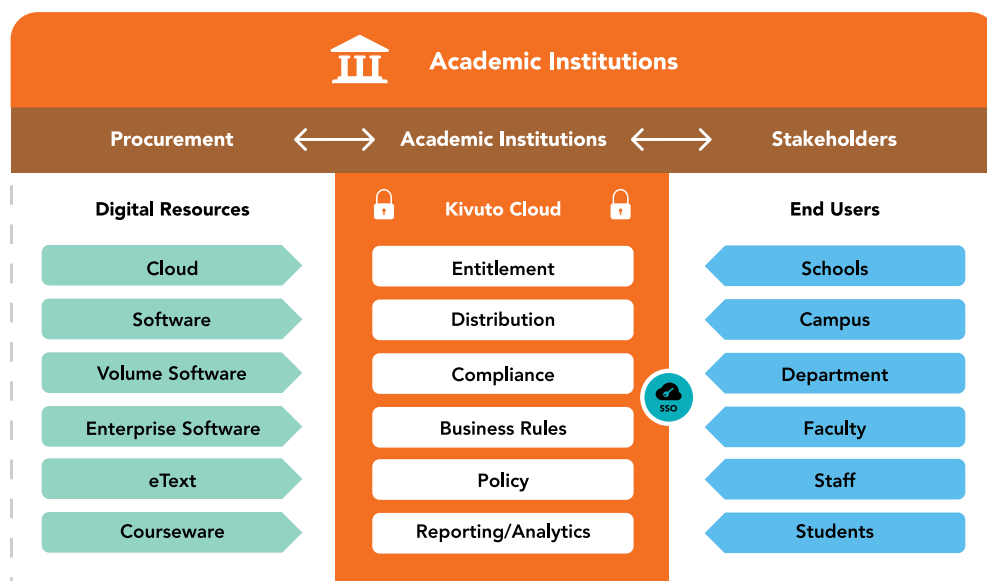 Academic Institutions
Procurement
Academic Institutions
Stakeholders
Digital Resources
Kivuto Cloud
End Users
Cloud
Entitlement
Schools
Software
Distribution
Campus
Volume Software
Compliance
Department
SSO
Enterprise Software
Business Rules
Faculty
eText
Policy
Staff
Courseware
Reporting/Analytics
Students